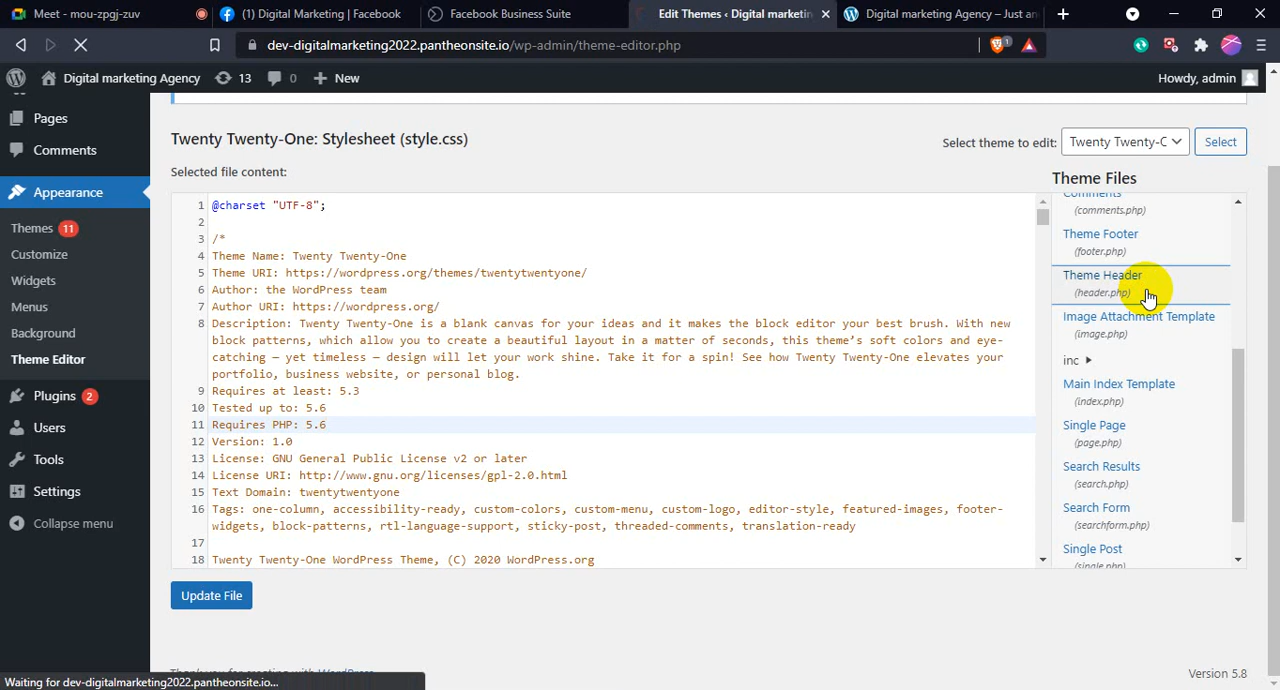 Meet - mou-zpgj-zuv
(1) Digital Marketing | Facebook
Facebook Business Suite
Edit Themes ‹ Digital marketin
Digital marketing Agency – Just an
dev-digitalmarketing2022.pantheonsite.io/wp-admin/theme-editor.php
1
Digital marketing Agency
13
0
New
Howdy, admin
Pages
Comments
Appearance
Themes 11
Customize
Widgets
Menus
Background
Theme Editor
Plugins 2
Users
Tools
Settings
Collapse menu
Twenty Twenty-One: Stylesheet (style.css)
Select theme to edit:
Twenty Twenty-C
Select
Selected file content:
1 @charset "UTF-8";
2
3 /*
4 Theme Name: Twenty Twenty-One
5 Theme URI: https://wordpress.org/themes/twentytwentyone/
6 Author: the WordPress team
7 Author URI: https://wordpress.org/
8 Description: Twenty Twenty-One is a blank canvas for your ideas and it makes the block editor your best brush. With new
block patterns, which allow you to create a beautiful layout in a matter of seconds, this theme’s soft colors and eye-
catching — yet timeless — design will let your work shine. Take it for a spin! See how Twenty Twenty-One elevates your
portfolio, business website, or personal blog.
9 Requires at least: 5.3
10 Tested up to: 5.6
11 Requires PHP: 5.6
12 Version: 1.0
13 License: GNU General Public License v2 or later
14 License URI: http://www.gnu.org/licenses/gpl-2.0.html
15 Text Domain: twentytwentyone
16 Tags: one-column, accessibility-ready, custom-colors, custom-menu, custom-logo, editor-style, featured-images, footer-
widgets, block-patterns, rtl-language-support, sticky-post, threaded-comments, translation-ready
17
18 Twenty Twenty-One WordPress Theme, (C) 2020 WordPress.org
Theme Files
Comments
(comments.php)
Theme Footer
(footer.php)
Theme Header
(header.php)
Image Attachment Template
(image.php)
inc
Main Index Template
(index.php)
Single Page
(page.php)
Search Results
(search.php)
Search Form
(searchform.php)
Single Post
(single.php)
Update File
Thank you for creating with WordPress
Version 5.8
Waiting for dev-digitalmarketing2022.pantheonsite.io...